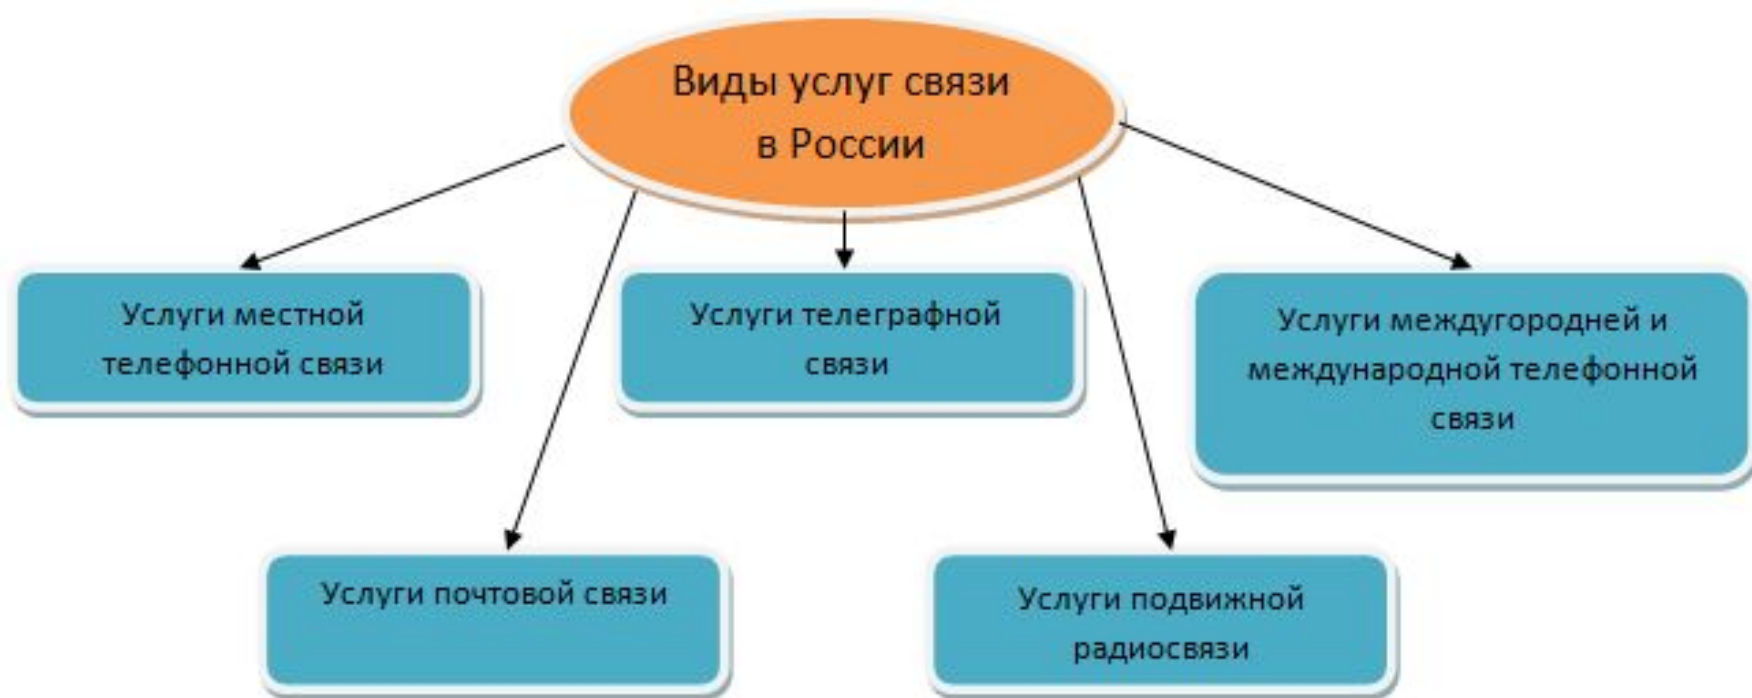 Виды услуг связи
в России
Услуги местной
телефонной связи
Услуги телеграфной
связи
Услуги междугородней и
международной телефонной
связи
Услуги почтовой связи
Услуги подвижной
радиосвязи